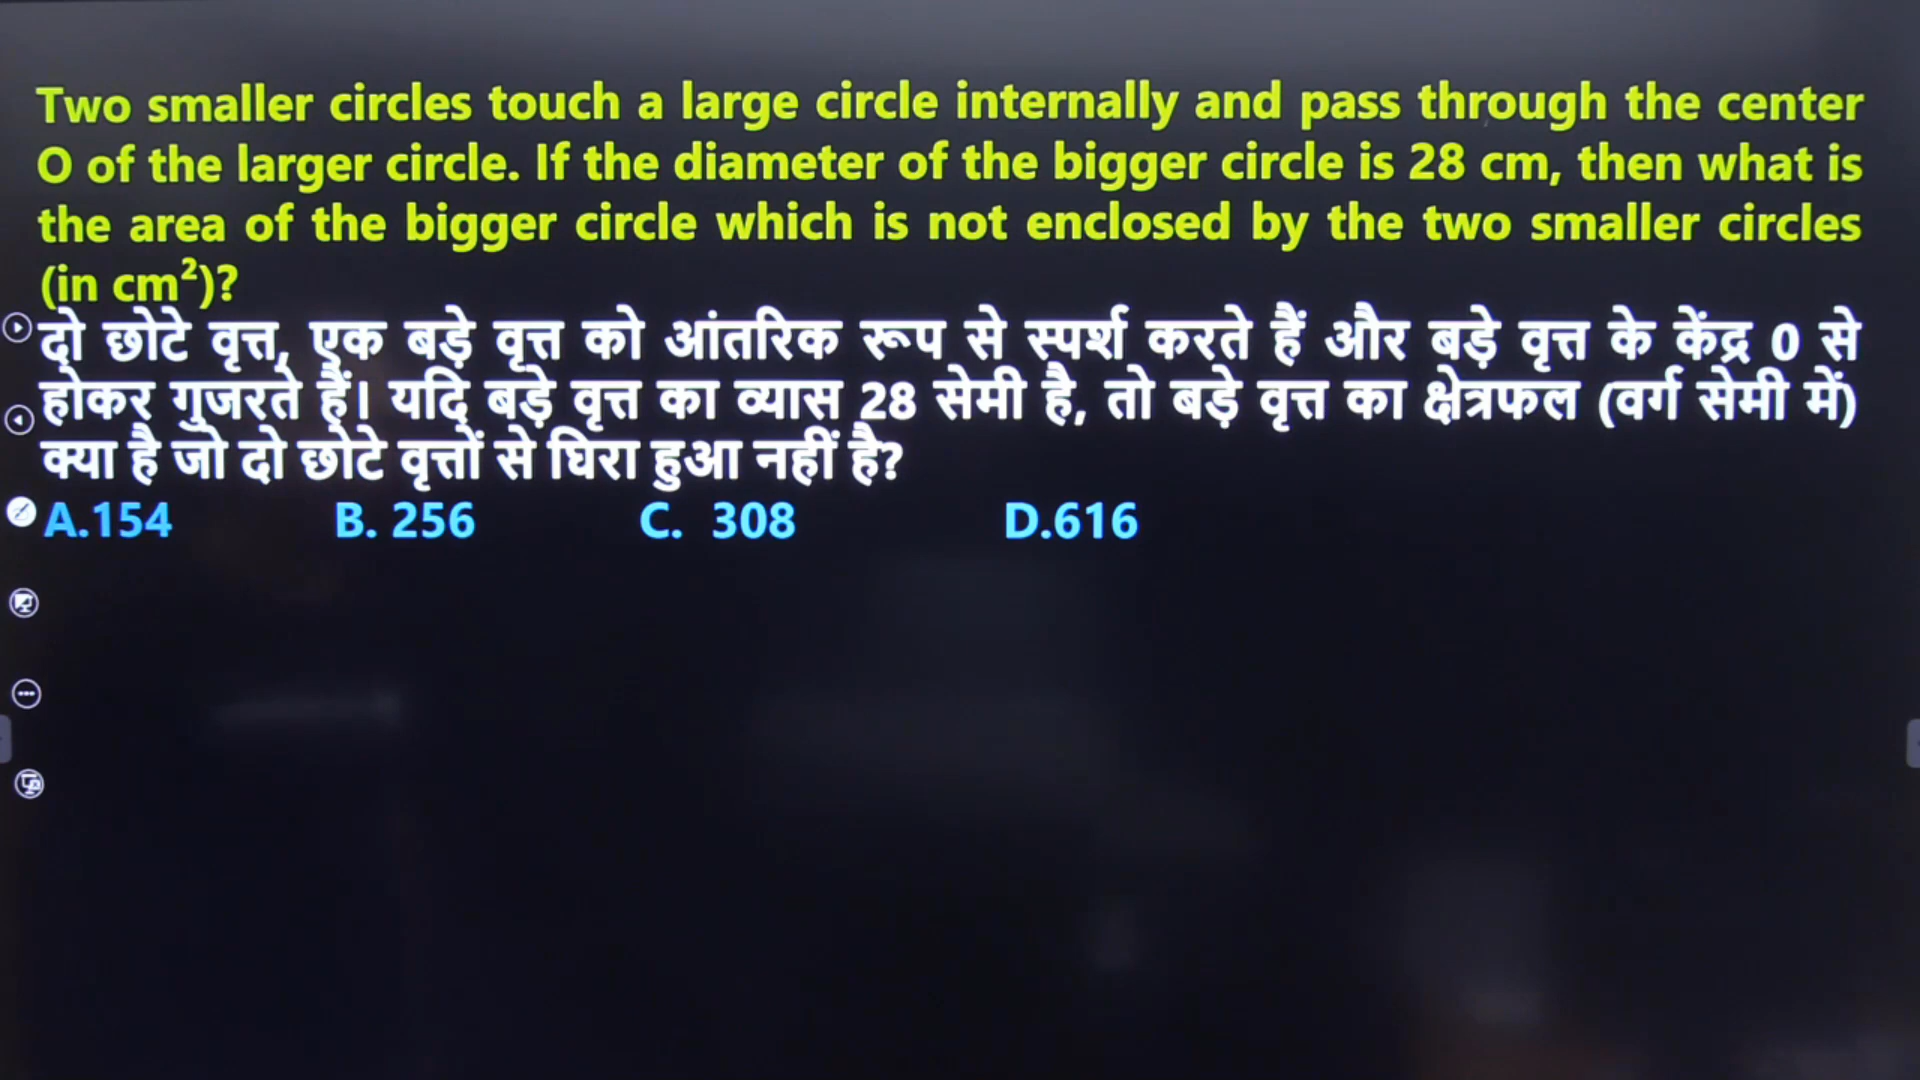 Two smaller circles touch a large circle internally and pass through the center
O of the larger circle. If the diameter of the bigger circle is 28 cm, then what is
the area of the bigger circle which is not enclosed by the two smaller circles
(in cm²)?
दो छोटे वृत्त, एक बड़े वृत्त को आंतरिक रूप से स्पर्श करते हैं और बड़े वृत्त के केंद्र 0 से
होकर गुजरते हैं। यदि बड़े वृत्त का व्यास 28 सेमी है, तो बड़े वृत्त का क्षेत्रफल (वर्ग सेमी में)
क्या है जो दो छोटे वृत्तों से घिरा हुआ नहीं है?
A.154 B. 256 C. 308 D.616